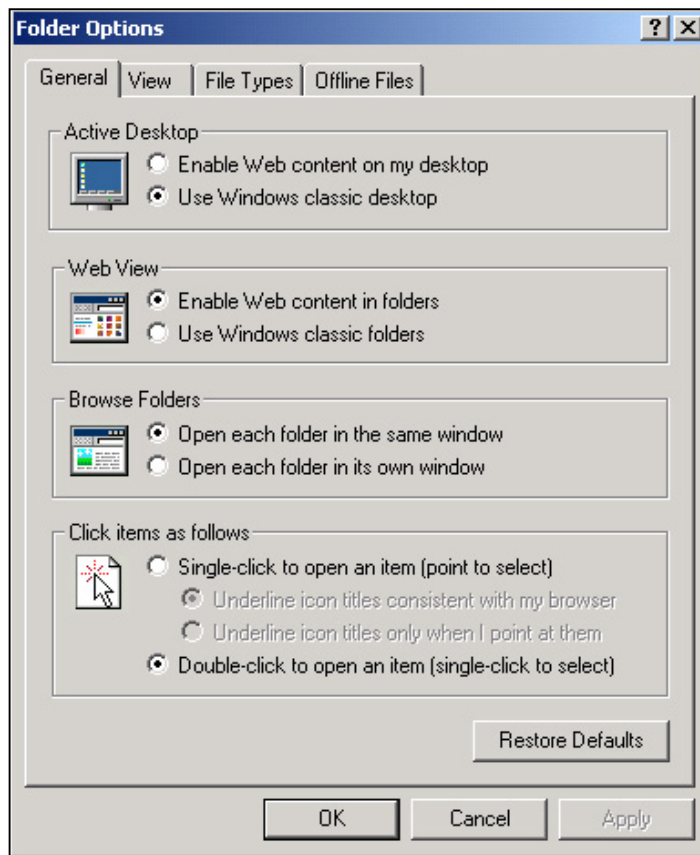 Folder Options
General View File Types Offline Files
Active Desktop
Enable Web content on my desktop
Use Windows classic desktop
Web View
Enable Web content in folders
Use Windows classic folders
Browse Folders
Open each folder in the same window
Open each folder in its own window
Click items as follows
Single-click to open an item (point to select)
Underline icon titles consistent with my browser
Underline icon titles only when I point at them
Double-click to open an item (single-click to select)
Restore Defaults
OK Cancel Apply